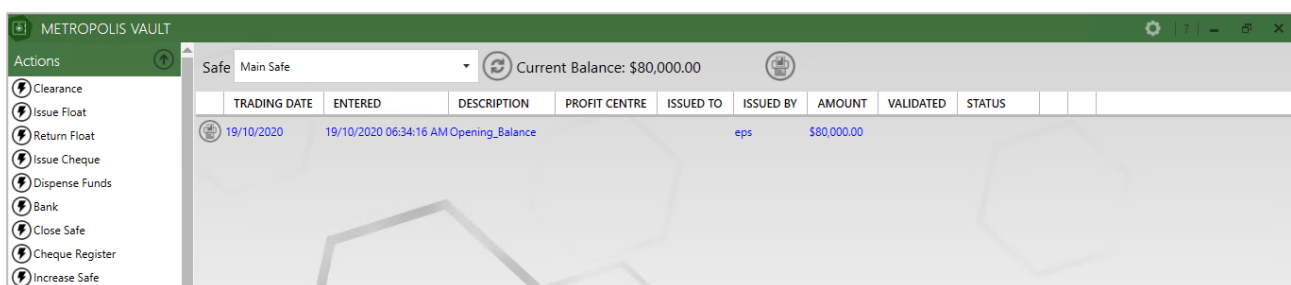 METROPOLIS VAULT
?
Actions
Clearance
Issue Float
Return Float
Issue Cheque
Dispense Funds
Bank
Close Safe
Cheque Register
Increase Safe
Safe Main Safe Current Balance: $80,000.00
TRADING DATE ENTERED DESCRIPTION PROFIT CENTRE ISSUED TO ISSUED BY AMOUNT VALIDATED STATUS
19/10/2020 19/10/2020 06:34:16 AM Opening_Balance eps $80,000.00